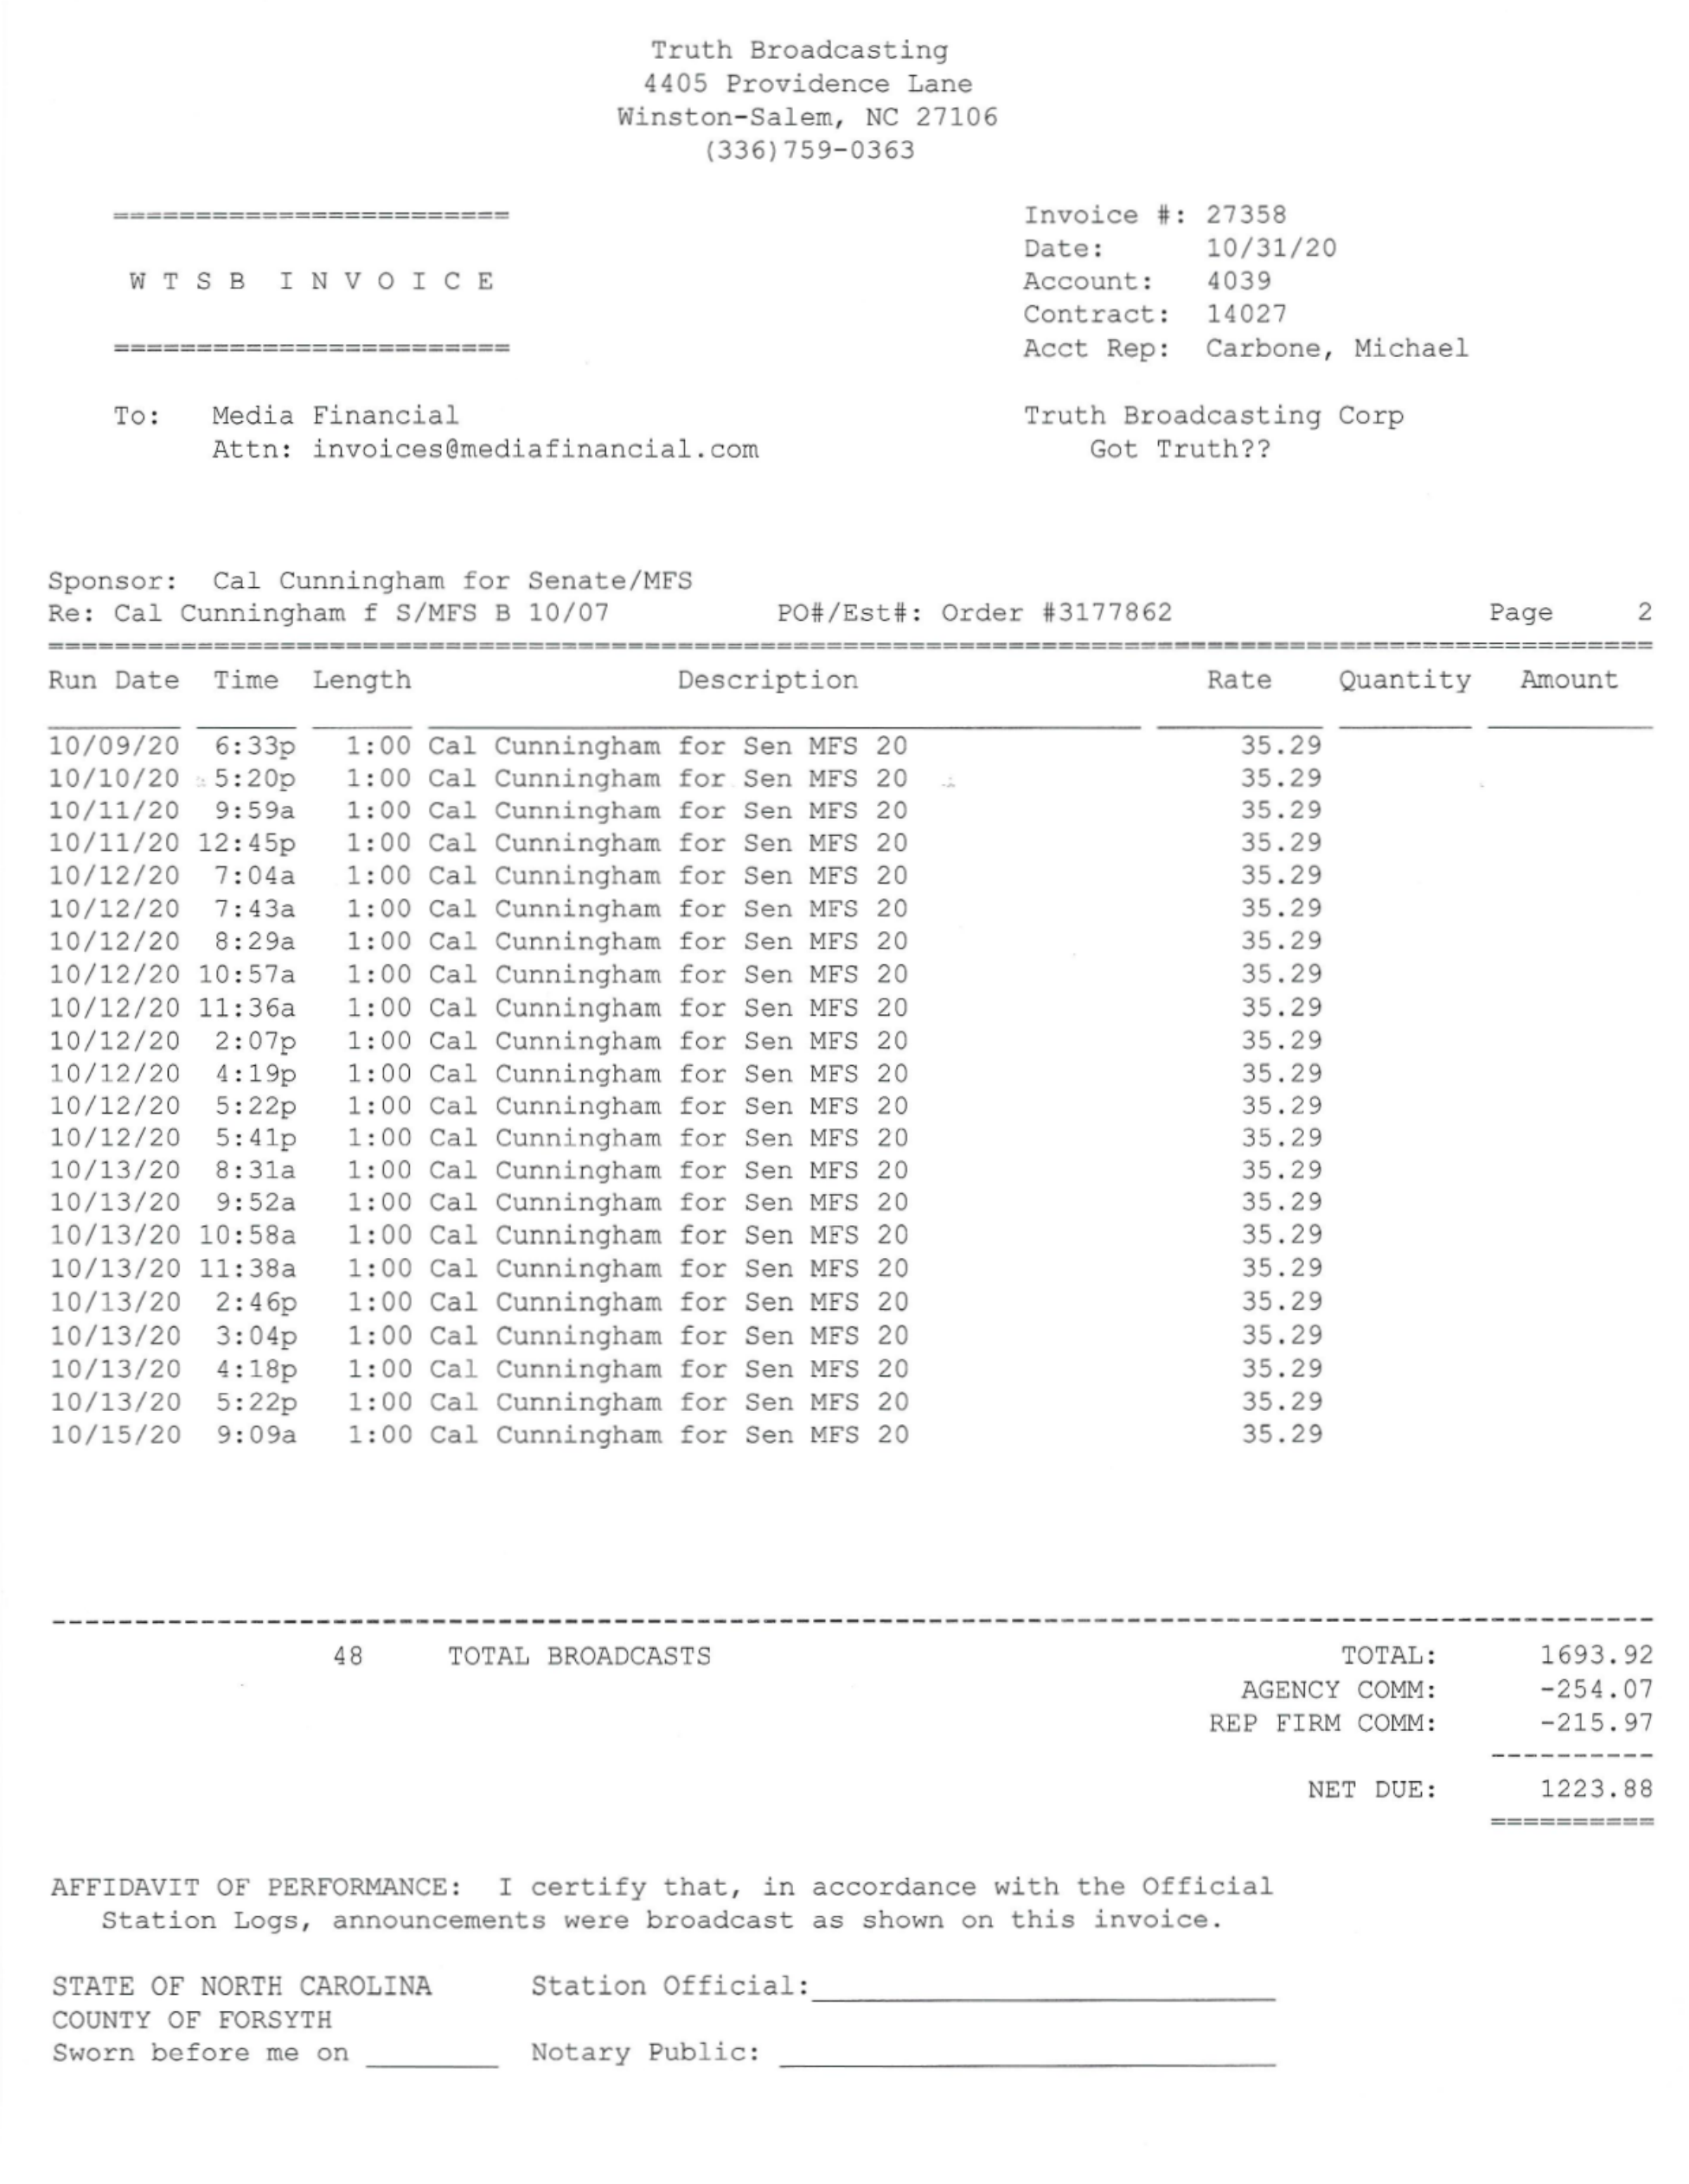 Truth Broadcasting
4405 Providence Lane
Winston-Salem, NC 27106
(336)759-0363
========================
W T S B  I N V O I C E
========================
Invoice #: 27358
Date: 10/31/20
Account: 4039
Contract: 14027
Acct Rep: Carbone, Michael
To: Media Financial
Attn: invoices@mediafinancial.com
Truth Broadcasting Corp
Got Truth??
Sponsor: Cal Cunningham for Senate/MFS
Re: Cal Cunningham f S/MFS B 10/07 PO#/Est#: Order #3177862 Page 2
Run Date Time Length Description Rate Quantity Amount
10/09/20 6:33p 1:00 Cal Cunningham for Sen MFS 20 35.29
10/10/20 5:20p 1:00 Cal Cunningham for Sen MFS 20 35.29
10/11/20 9:59a 1:00 Cal Cunningham for Sen MFS 20 35.29
10/11/20 12:45p 1:00 Cal Cunningham for Sen MFS 20 35.29
10/12/20 7:04a 1:00 Cal Cunningham for Sen MFS 20 35.29
10/12/20 7:43a 1:00 Cal Cunningham for Sen MFS 20 35.29
10/12/20 8:29a 1:00 Cal Cunningham for Sen MFS 20 35.29
10/12/20 10:57a 1:00 Cal Cunningham for Sen MFS 20 35.29
10/12/20 11:36a 1:00 Cal Cunningham for Sen MFS 20 35.29
10/12/20 2:07p 1:00 Cal Cunningham for Sen MFS 20 35.29
10/12/20 4:19p 1:00 Cal Cunningham for Sen MFS 20 35.29
10/12/20 5:22p 1:00 Cal Cunningham for Sen MFS 20 35.29
10/12/20 5:41p 1:00 Cal Cunningham for Sen MFS 20 35.29
10/13/20 8:31a 1:00 Cal Cunningham for Sen MFS 20 35.29
10/13/20 9:52a 1:00 Cal Cunningham for Sen MFS 20 35.29
10/13/20 10:58a 1:00 Cal Cunningham for Sen MFS 20 35.29
10/13/20 11:38a 1:00 Cal Cunningham for Sen MFS 20 35.29
10/13/20 2:46p 1:00 Cal Cunningham for Sen MFS 20 35.29
10/13/20 3:04p 1:00 Cal Cunningham for Sen MFS 20 35.29
10/13/20 4:18p 1:00 Cal Cunningham for Sen MFS 20 35.29
10/13/20 5:22p 1:00 Cal Cunningham for Sen MFS 20 35.29
10/15/20 9:09a 1:00 Cal Cunningham for Sen MFS 20 35.29
48 TOTAL BROADCASTS TOTAL: 1693.92
AGENCY COMM: -254.07
REP FIRM COMM: -215.97
NET DUE: 1223.88
AFFIDAVIT OF PERFORMANCE: I certify that, in accordance with the Official
Station Logs, announcements were broadcast as shown on this invoice.
STATE OF NORTH CAROLINA Station Official:
COUNTY OF FORSYTH
Sworn before me on Notary Public: